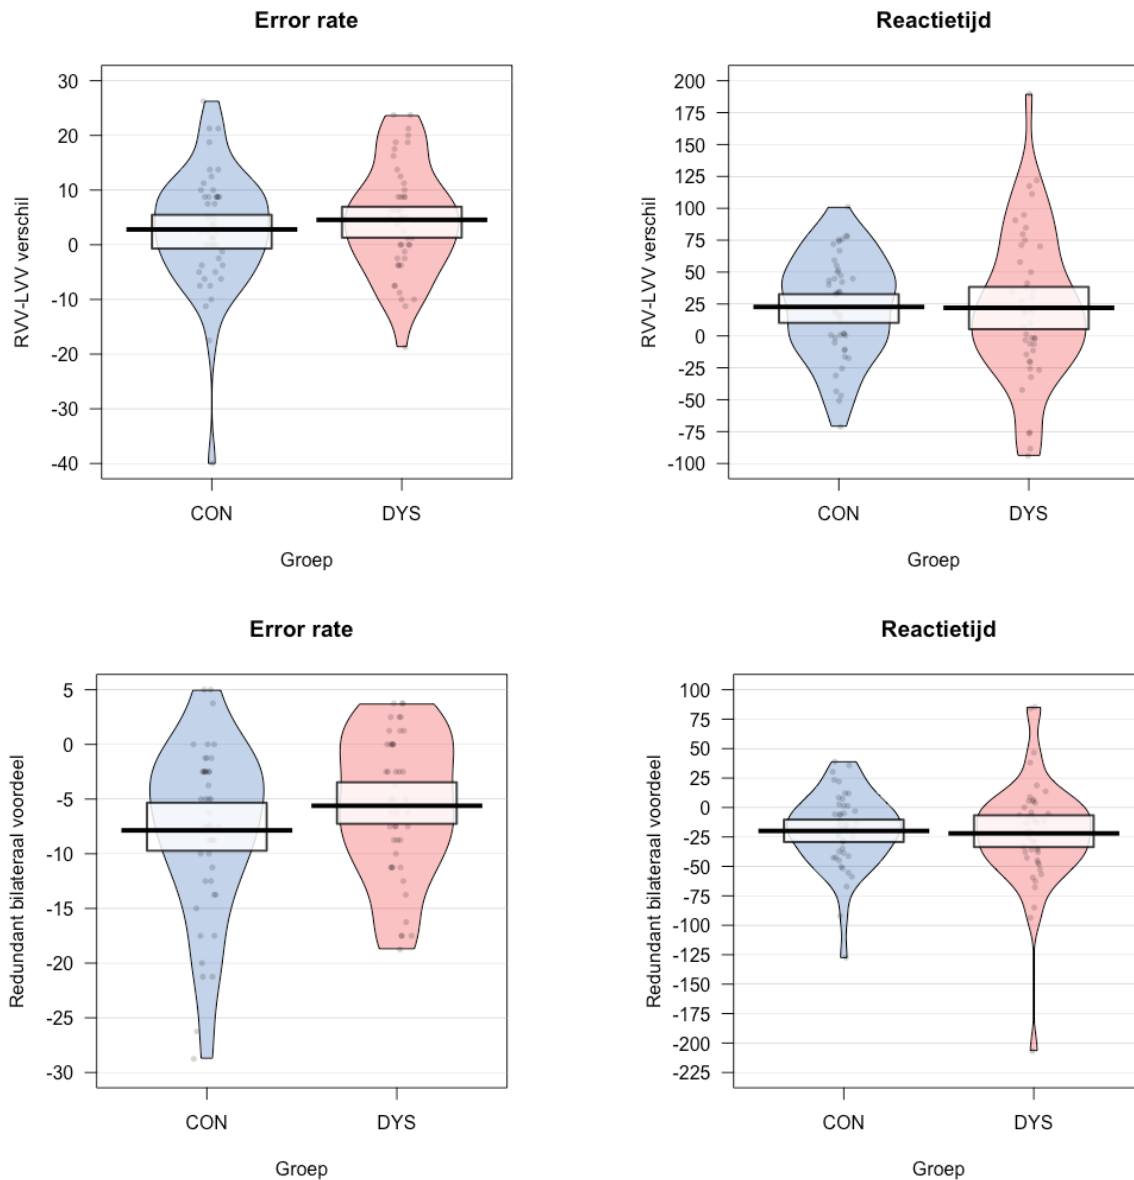 Error rate
RVV-LVV verschil
30
20
10
0
-10
-20
-30
-40
CON DYS
Groep
Reactietijd
RVV-LVV verschil
200
175
150
125
100
75
50
25
0
-25
-50
-75
-100
CON DYS
Groep
Error rate
Redundant bilateraal voordeel
5
0
-5
-10
-15
-20
-25
-30
CON DYS
Groep
Reactietijd
Redundant bilateraal voordeel
100
75
50
25
0
-25
-50
-75
-100
-125
-150
-175
-200
-225
CON DYS
Groep